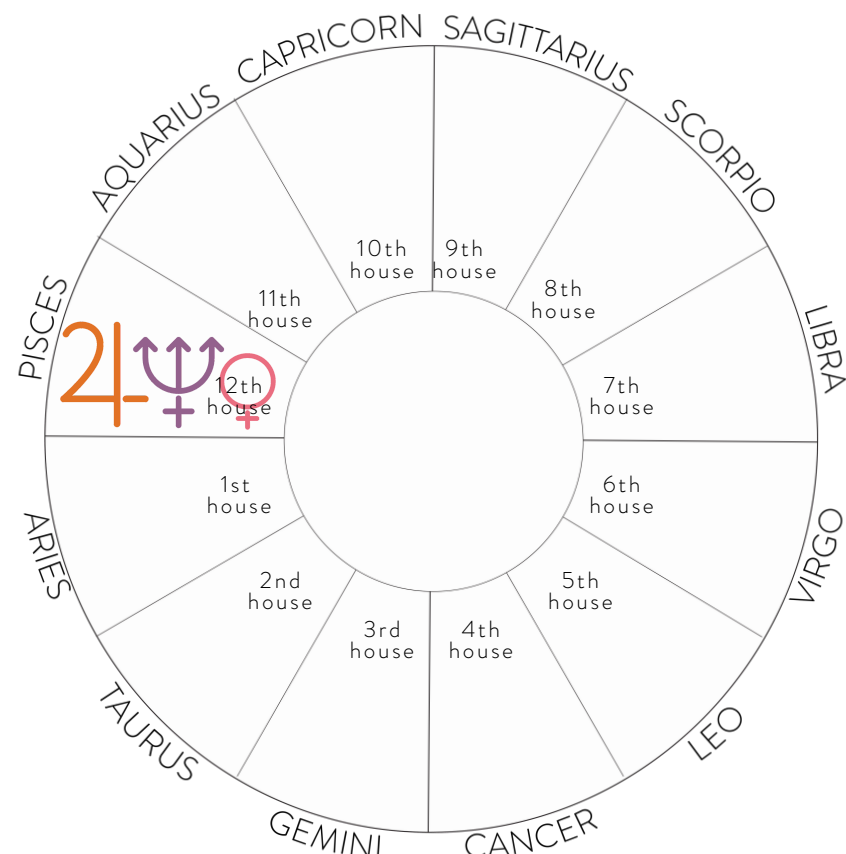 CAPRICORN
SAGITTARIUS
AQUARIUS
SCORPIO
PISCES
LIBRA
ARIES
VIRGO
TAURUS
LEO
GEMINI
CANCER
10th
house
9th
house
11th
house
8th
house
12th
house
7th
house
1st
house
6th
house
2nd
house
5th
house
3rd
house
4th
house